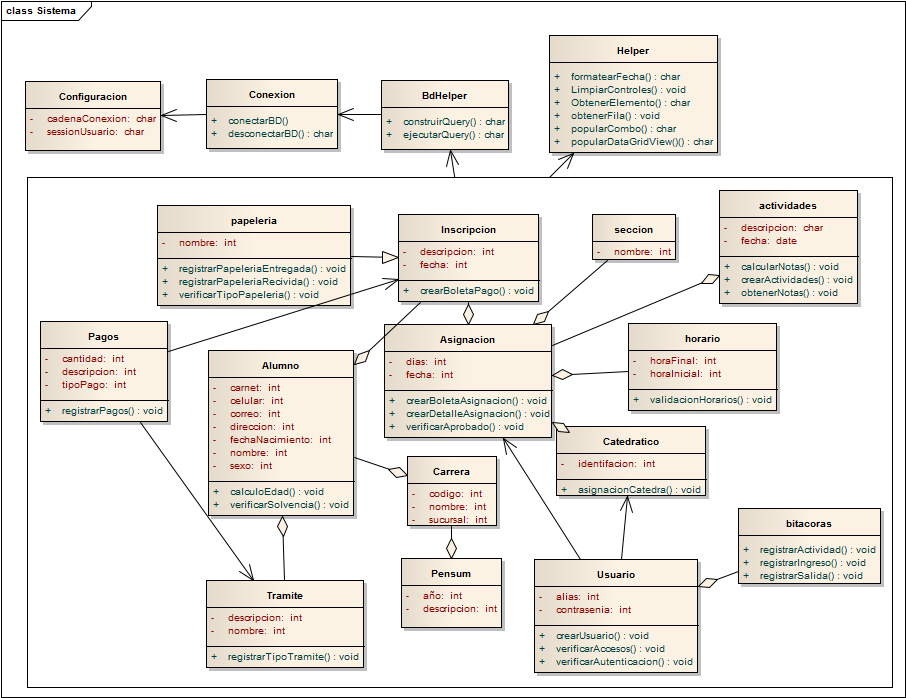 class Sistema
Helper
+ formatearFecha() : char
+ LimpiarControles() : void
+ ObtenerElemento() : char
+ obtenerFila() : void
+ popularCombo() : char
+ popularDataGridView()() : char
Configuracion
- cadenaConexion: char
- sessionUsuario: char
Conexion
+ conectarBD()
+ desconectarBD() : char
BdHelper
+ construirQuery() : char
+ ejecutarQuery() : char
papeleria
- nombre: int
+ registrarPapeleriaEntregada() : void
+ registrarPapeleriaRecivida() : void
+ verificarTipoPapeleria() : void
Inscripcion
- descripcion: int
- fecha: int
+ crearBoletaPago() : void
seccion
- nombre: int
actividades
- descripcion: char
- fecha: date
+ calcularNotas() : void
+ crearActividades() : void
+ obtenerNotas() : void
Pagos
- cantidad: int
- descripcion: int
- tipoPago: int
+ registrarPagos() : void
Alumno
- carnet: int
- celular: int
- correo: int
- direccion: int
- fechaNacimiento: int
- nombre: int
- sexo: int
+ calculoEdad() : void
+ verificarSolvencia() : void
Asignacion
- dias: int
- fecha: int
+ crearBoletaAsignacion() : void
+ crearDetalleAsignacion() : void
+ verificarAprobado() : void
horario
- horaFinal: int
- horaInicial: int
+ validacionHorarios() : void
Catedratico
- identifacion: int
+ asignacionCatedra() : void
Carrera
- codigo: int
- nombre: int
- sucursal: int
bitacoras
+ registrarActividad() : void
+ registrarIngreso() : void
+ registrarSalida() : void
Pensum
- año: int
- descripcion: int
Usuario
- alias: int
- contrasenia: int
+ crearUsuario() : void
+ verificarAccesos() : void
+ verificarAutenticacion() : void
Tramite
- descripcion: int
- nombre: int
+ registrarTipoTramite() : void